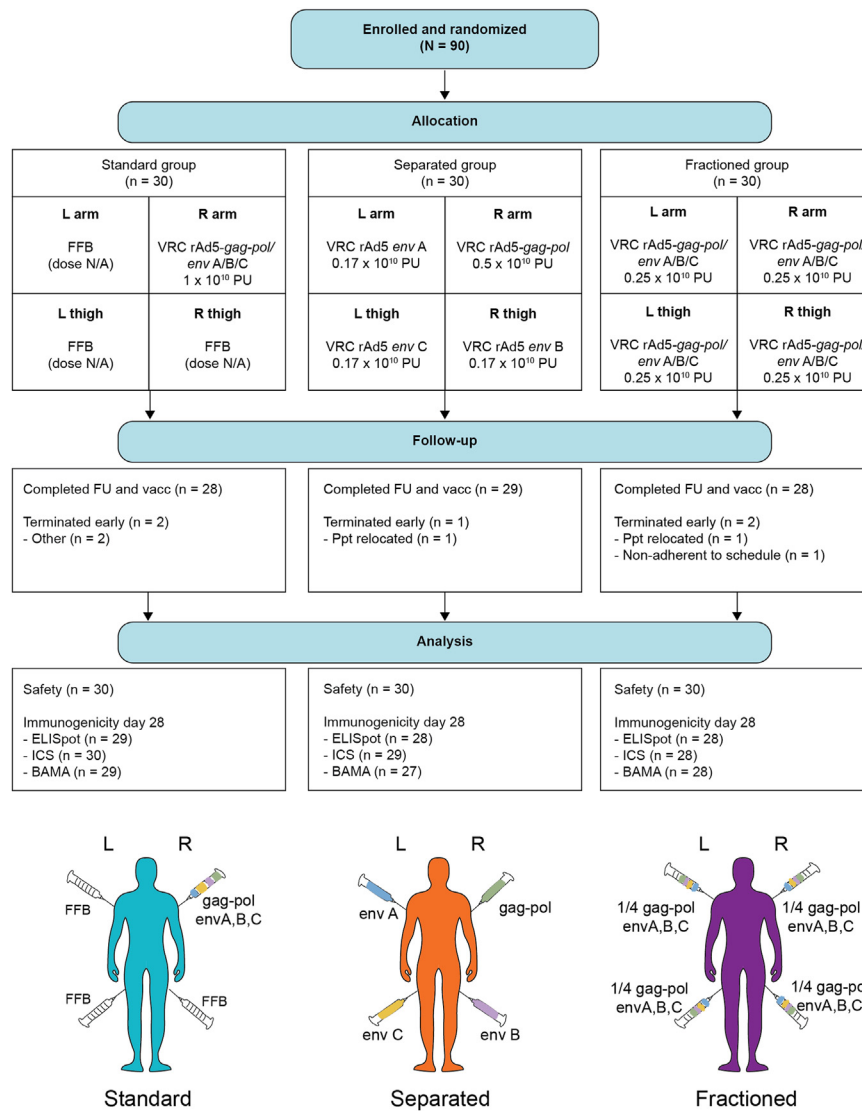 Enrolled and randomized
(N = 90)
Allocation
Standard group
(n = 30)
L arm
FFB
(dose N/A)
R arm
VRC rAd5-gag-pol/
env A/B/C
1 x 10¹⁰ PU
L thigh
FFB
(dose N/A)
R thigh
FFB
(dose N/A)
Separated group
(n = 30)
L arm
VRC rAd5 env A
0.17 x 10¹⁰ PU
R arm
VRC rAd5-gag-pol
0.5 x 10¹⁰ PU
L thigh
VRC rAd5 env C
0.17 x 10¹⁰ PU
R thigh
VRC rAd5 env B
0.17 x 10¹⁰ PU
Fractioned group
(n = 30)
L arm
VRC rAd5-gag-pol/
env A/B/C
0.25 x 10¹⁰ PU
R arm
VRC rAd5-gag-pol/
env A/B/C
0.25 x 10¹⁰ PU
L thigh
VRC rAd5-gag-pol/
env A/B/C
0.25 x 10¹⁰ PU
R thigh
VRC rAd5-gag-pol/
env A/B/C
0.25 x 10¹⁰ PU
Follow-up
Completed FU and vacc (n = 28)
Terminated early (n = 2)
- Other (n = 2)
Completed FU and vacc (n = 29)
Terminated early (n = 1)
- Ppt relocated (n = 1)
Completed FU and vacc (n = 28)
Terminated early (n = 2)
- Ppt relocated (n = 1)
- Non-adherent to schedule (n = 1)
Analysis
Safety (n = 30)
Immunogenicity day 28
- ELISpot (n = 29)
- ICS (n = 30)
- BAMA (n = 29)
Safety (n = 30)
Immunogenicity day 28
- ELISpot (n = 28)
- ICS (n = 29)
- BAMA (n = 27)
Safety (n = 30)
Immunogenicity day 28
- ELISpot (n = 28)
- ICS (n = 28)
- BAMA (n = 28)
L R
FFB
gag-pol
envA,B,C
FFB
FFB
Standard
L R
env A
gag-pol
env C
env B
Separated
L R
1/4 gag-pol
envA,B,C
1/4 gag-pol
envA,B,C
1/4 gag-pol
envA,B,C
1/4 gag-pol
envA,B,C
Fractioned